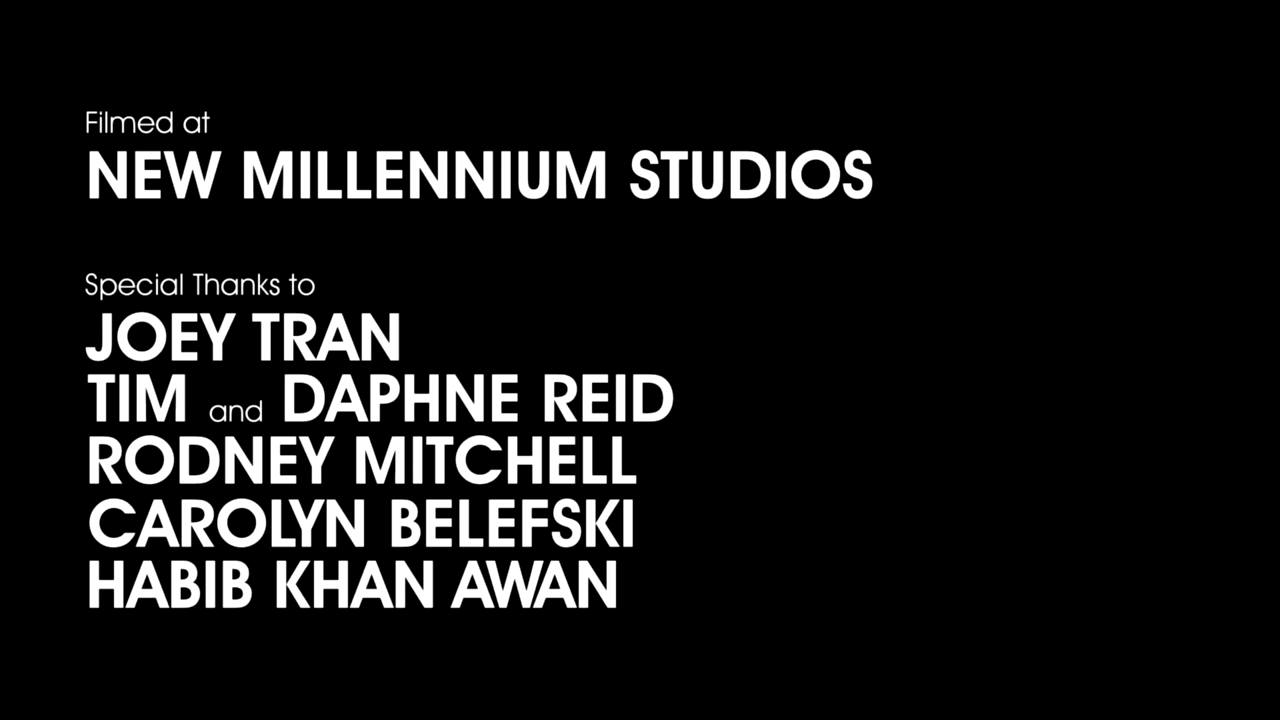 Filmed at
NEW MILLENNIUM STUDIOS
Special Thanks to
JOEY TRAN
TIM and DAPHNE REID
RODNEY MITCHELL
CAROLYN BELEFSKI
HABIB KHAN AWAN